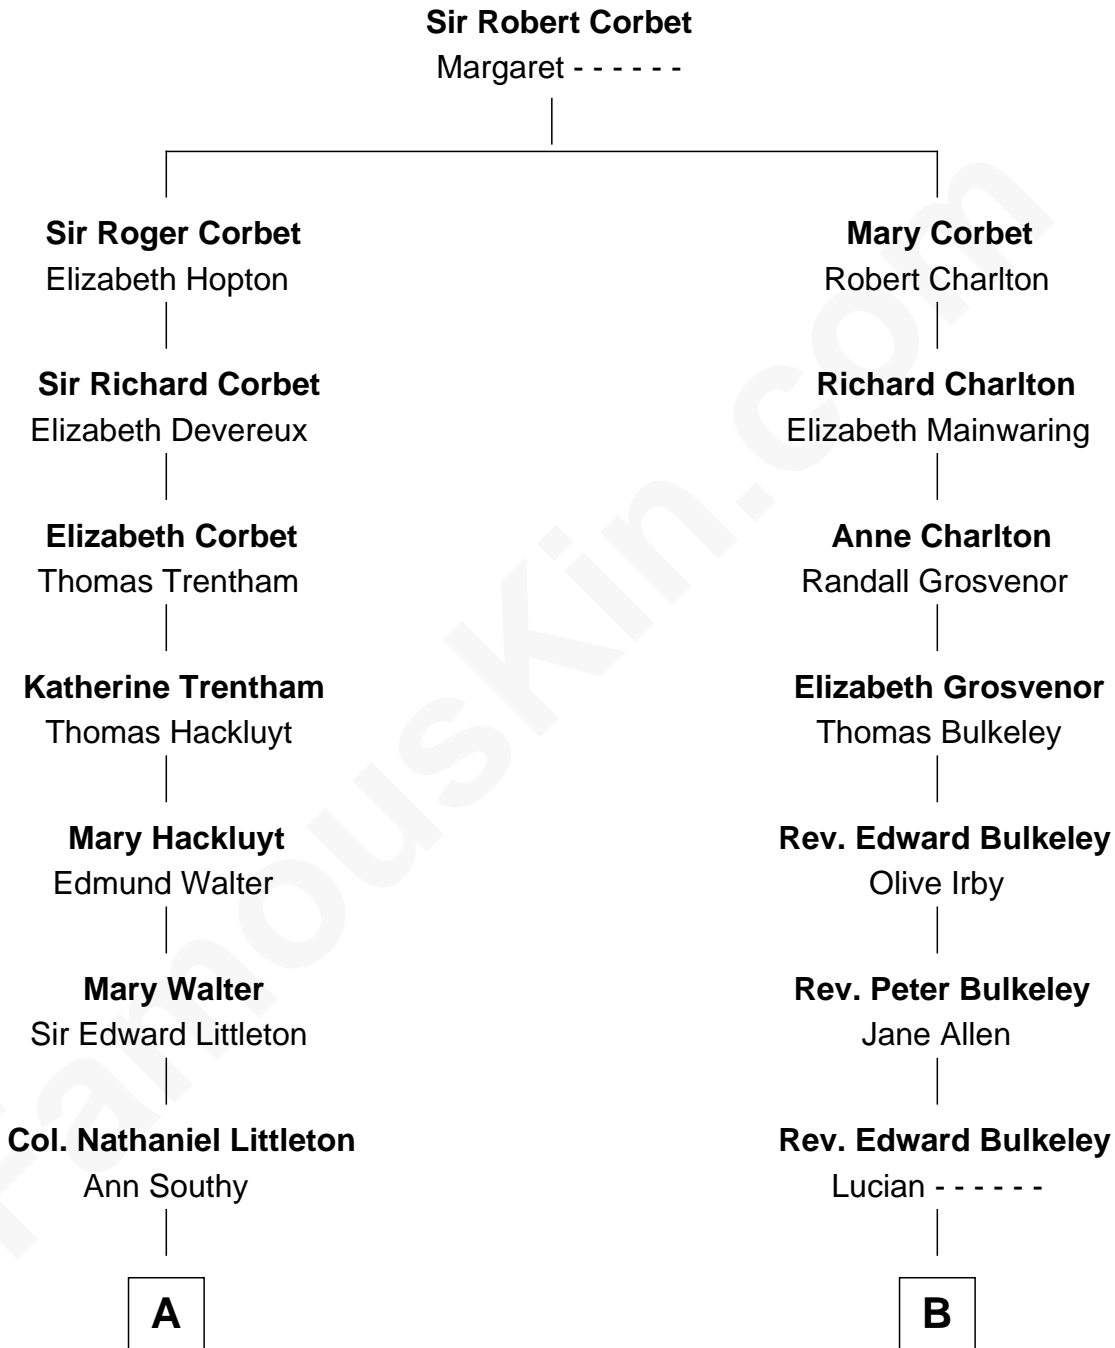 Sir Robert Corbet
Margaret - - - - - -
Sir Roger Corbet
Elizabeth Hopton
Mary Corbet
Robert Charlton
Sir Richard Corbet
Elizabeth Devereux
Richard Charlton
Elizabeth Mainwaring
Elizabeth Corbet
Thomas Trentham
Anne Charlton
Randall Grosvenor
Katherine Trentham
Thomas Hackluyt
Elizabeth Grosvenor
Thomas Bulkeley
Mary Hackluyt
Edmund Walter
Rev. Edward Bulkeley
Olive Irby
Mary Walter
Sir Edward Littleton
Rev. Peter Bulkeley
Jane Allen
Col. Nathaniel Littleton
Ann Southy
Rev. Edward Bulkeley
Lucian - - - - - -
A
B
FamousKin.com